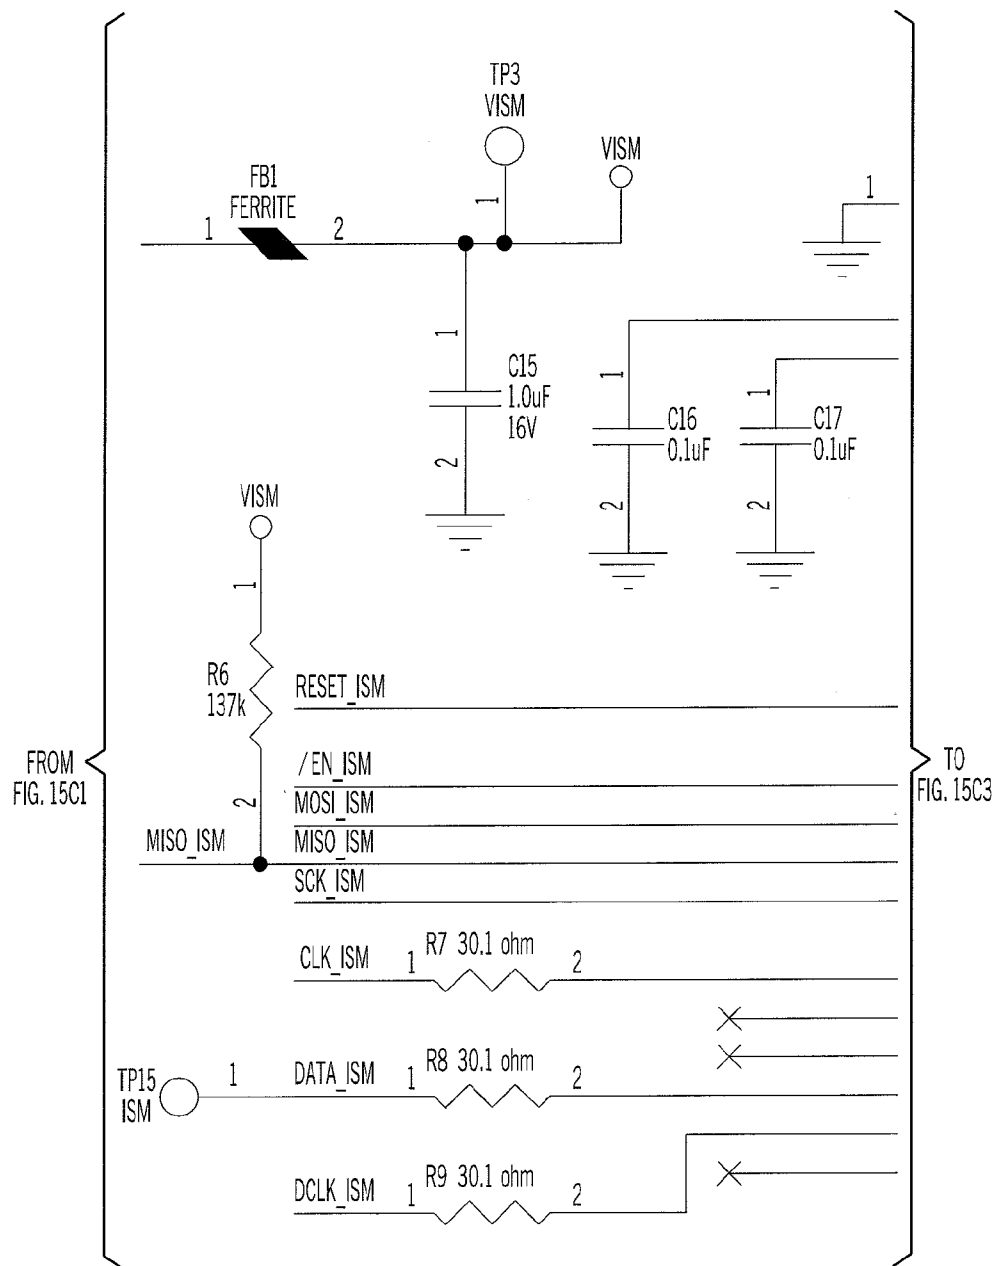 TP3
VISM
1
VISM
FB1
FERRITE
1
2
1
1
C15
1.0uF
16V
2
1
C16
0.1uF
2
1
C17
0.1uF
2
VISM
1
R6
137k
2
RESET_ISM
FROM
FIG. 15C1
TO
FIG. 15C3
/EN_ISM
MOSI_ISM
MISO_ISM
MISO_ISM
SCK_ISM
CLK_ISM
1
R7 30.1 ohm
2
TP15
ISM
1
DATA_ISM
1
R8 30.1 ohm
2
DCLK_ISM
1
R9 30.1 ohm
2